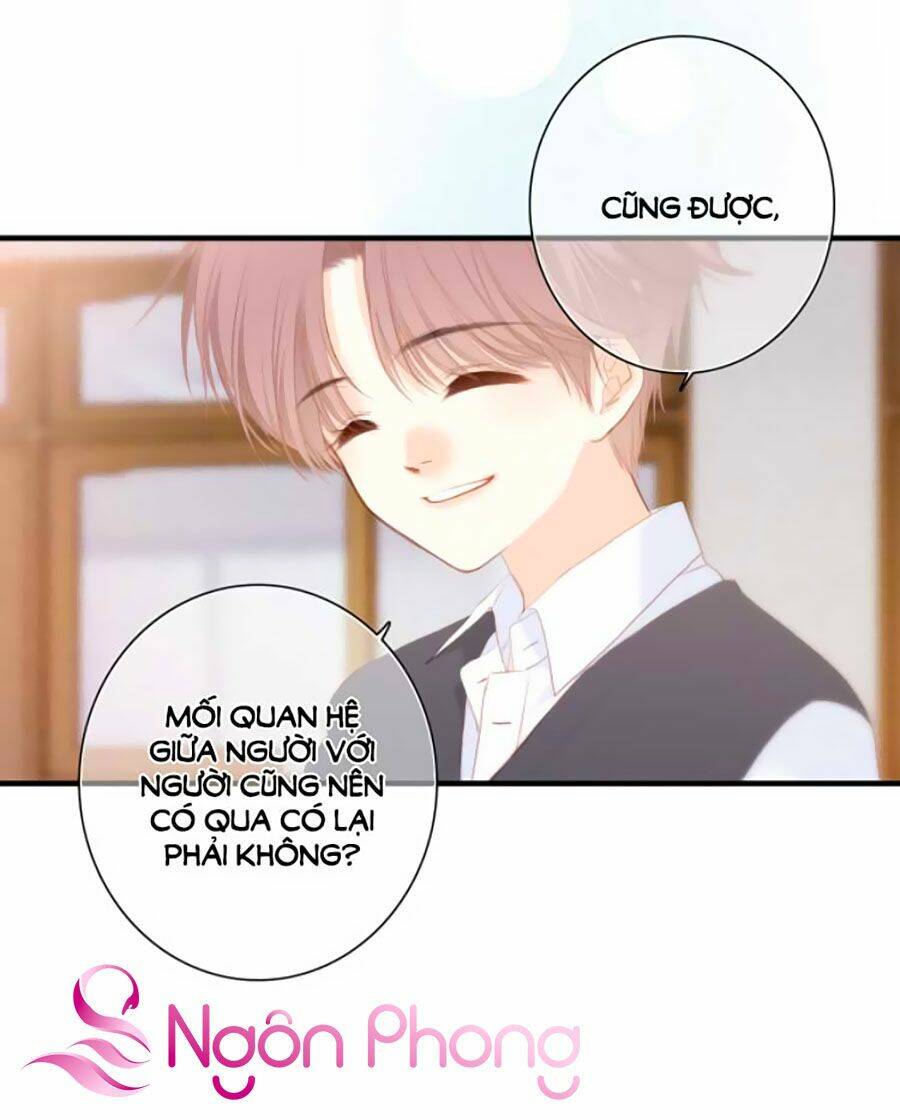 CŨNG ĐƯỢC,
MỐI QUAN HỆ
GIỮA NGƯỜI VỚI
NGƯỜI CŨNG NÊN
CÓ QUA CÓ LẠI
PHẢI KHÔNG?
Ngôn Phong